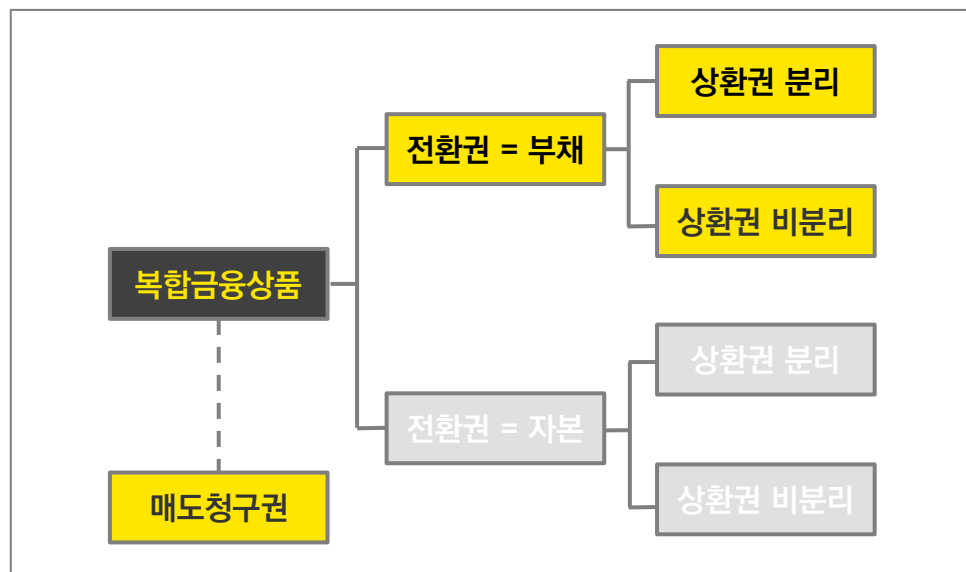 상환권 분리
전환권 = 부채
상환권 비분리
복합금융상품
상환권 분리
전환권 = 자본
상환권 비분리
매도청구권